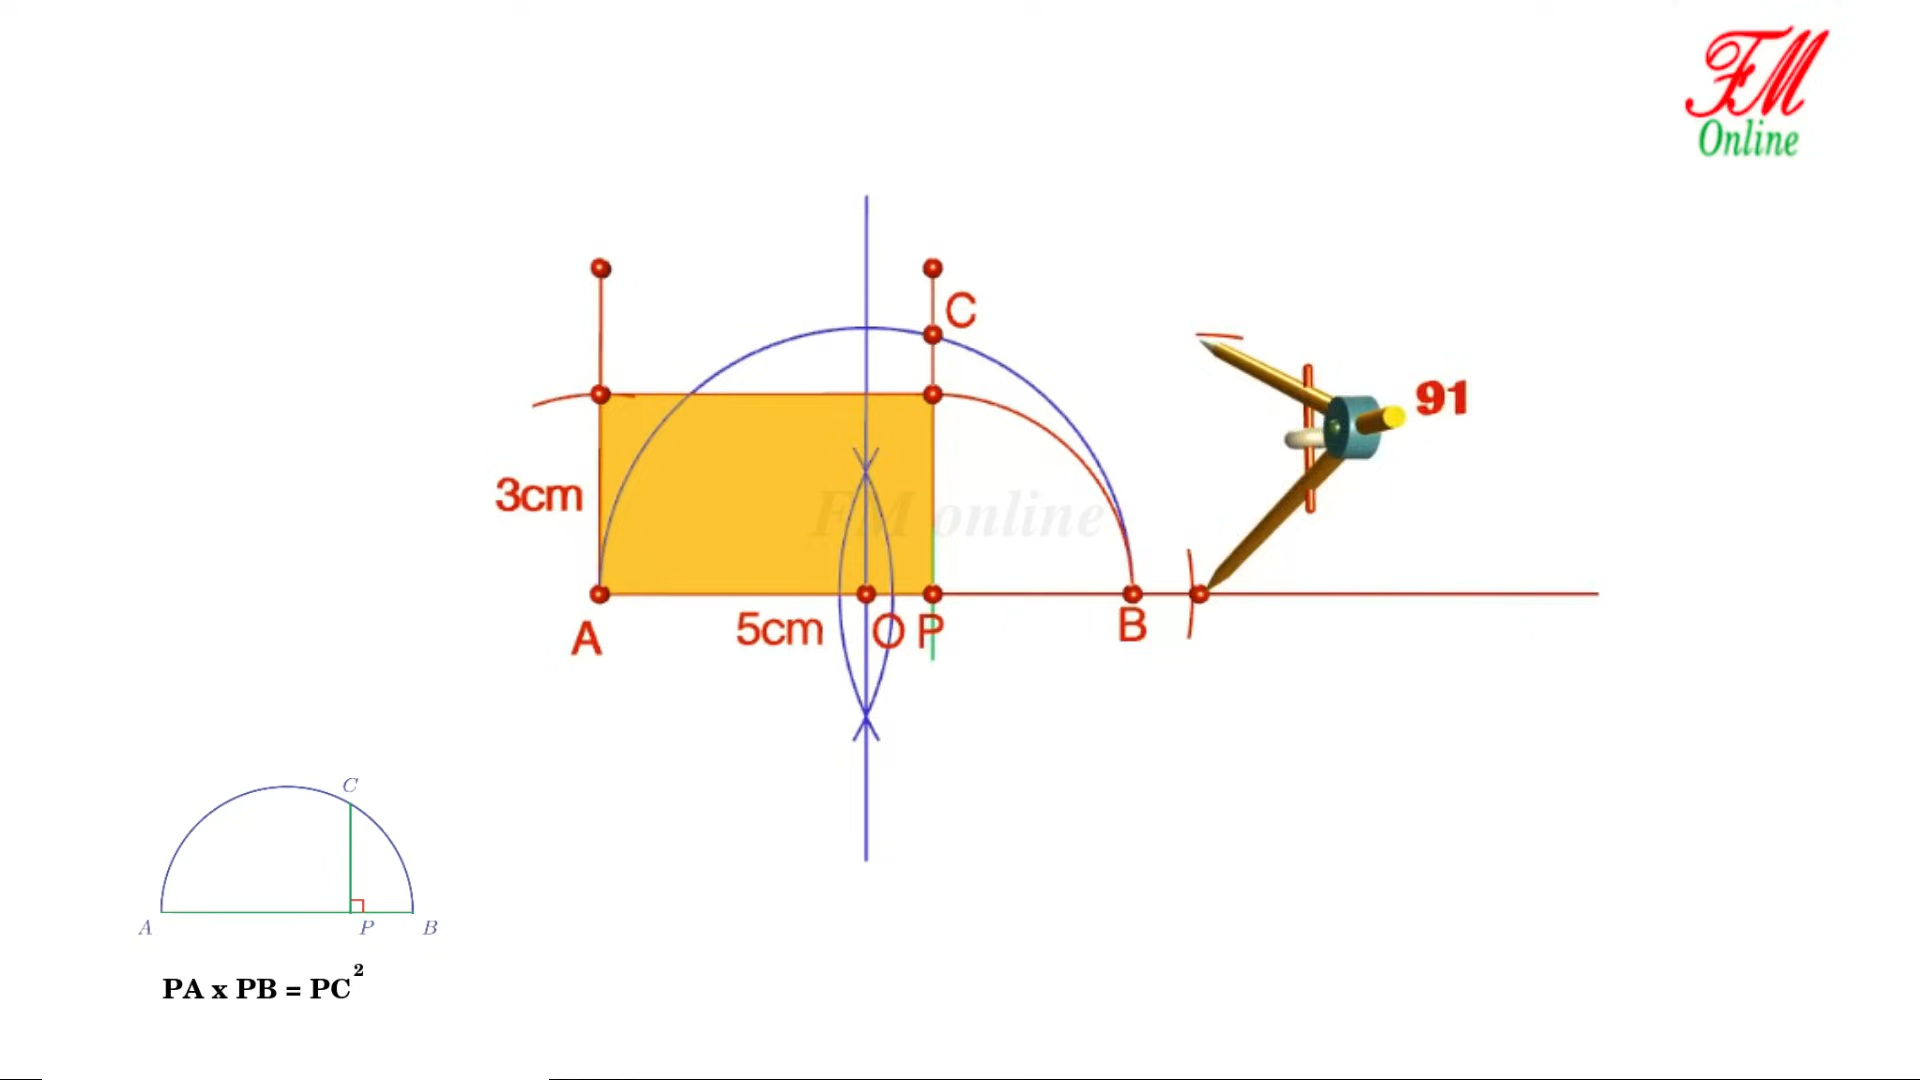 FM
Online
C
91
3cm
FM online
A
5cm
O
P
B
C
A
P
B
PA x PB = PC²